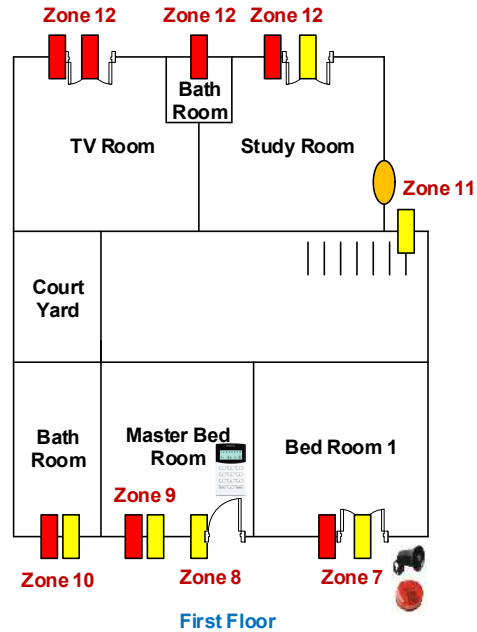 Zone 12
Zone 12
Zone 12
Bath
Room
TV Room
Study Room
Zone 11
Court
Yard
Bath
Room
Master Bed
Room
Bed Room 1
Zone 9
Zone 10
Zone 8
Zone 7
First Floor